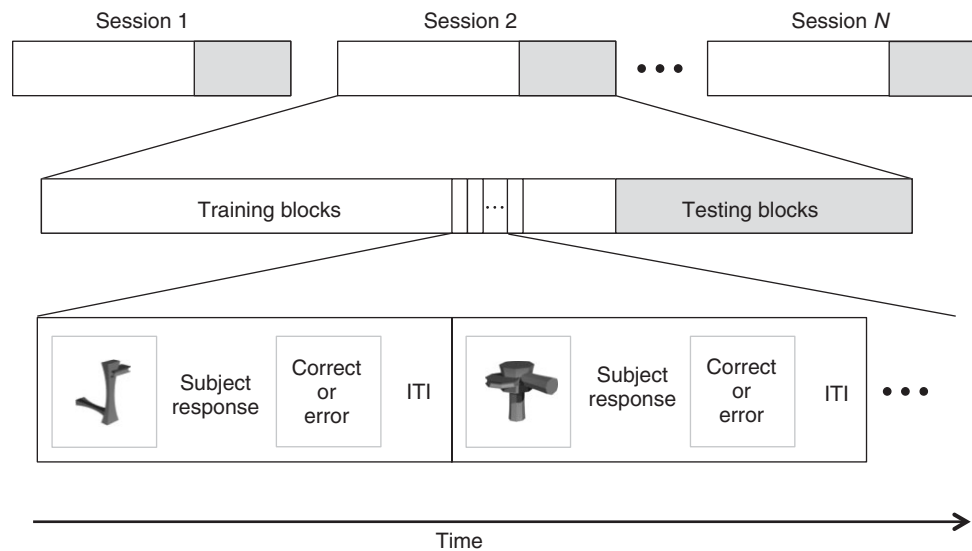 Session 1
Session 2
Session N
Training blocks
...
Testing blocks
Subject
response
Correct
or
error
ITI
Subject
response
Correct
or
error
ITI
Time